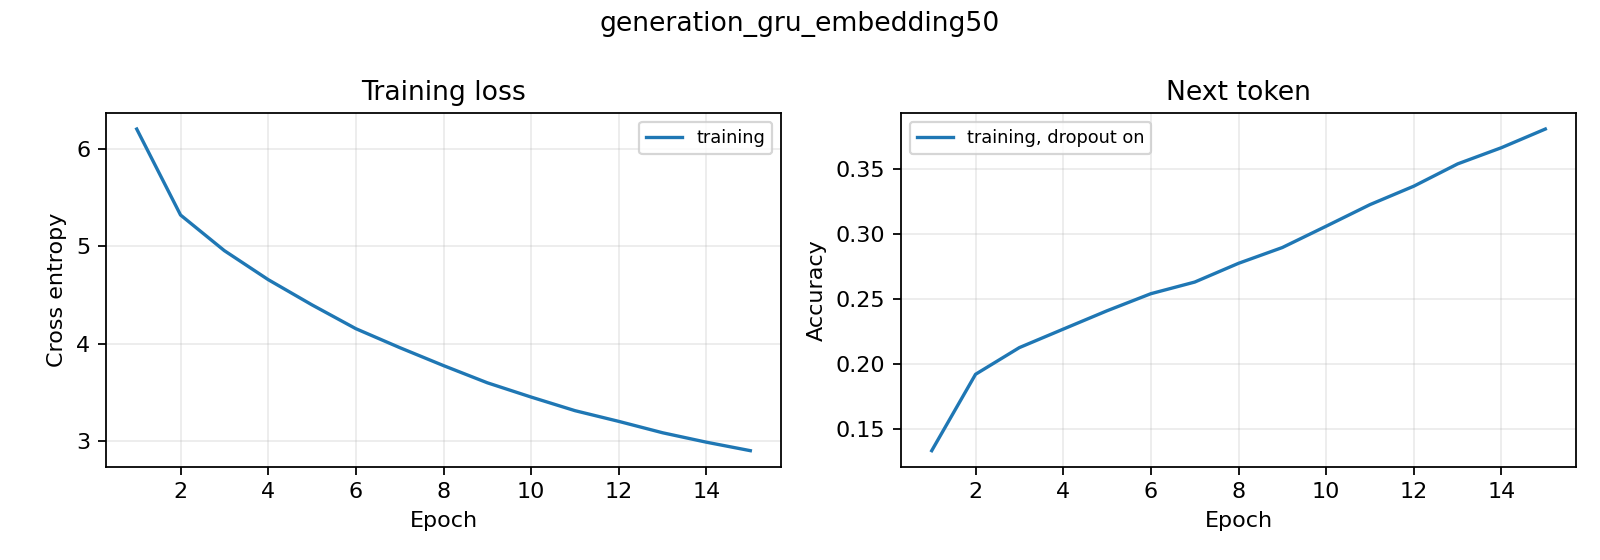 generation_gru_embedding50
Training loss
training
Cross entropy
6
5
4
3
2 4 6 8 10 12 14
Epoch
Next token
training, dropout on
Accuracy
0.35
0.30
0.25
0.20
0.15
2 4 6 8 10 12 14
Epoch